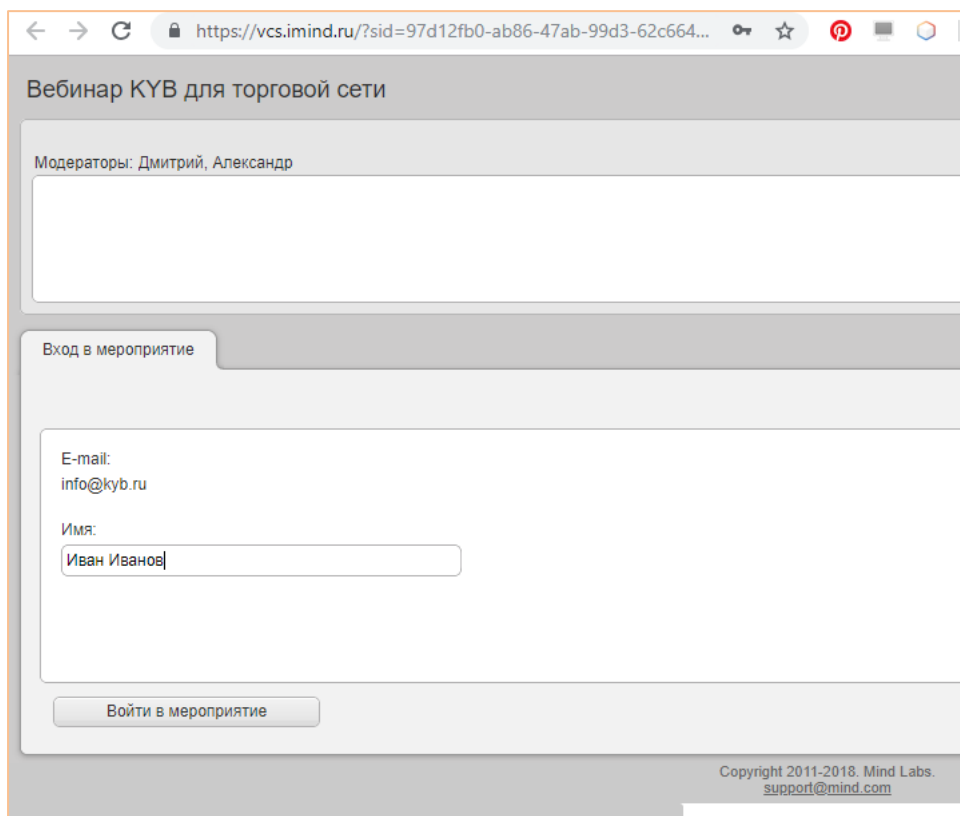 https://vcs.imind.ru/?sid=97d12fb0-ab86-47ab-99d3-62c664...
Вебинар KYB для торговой сети
Модераторы: Дмитрий, Александр
Вход в мероприятие
E-mail:
info@kyb.ru
Имя:
Иван Иванов
Войти в мероприятие
Copyright 2011-2018. Mind Labs.
support@mind.com